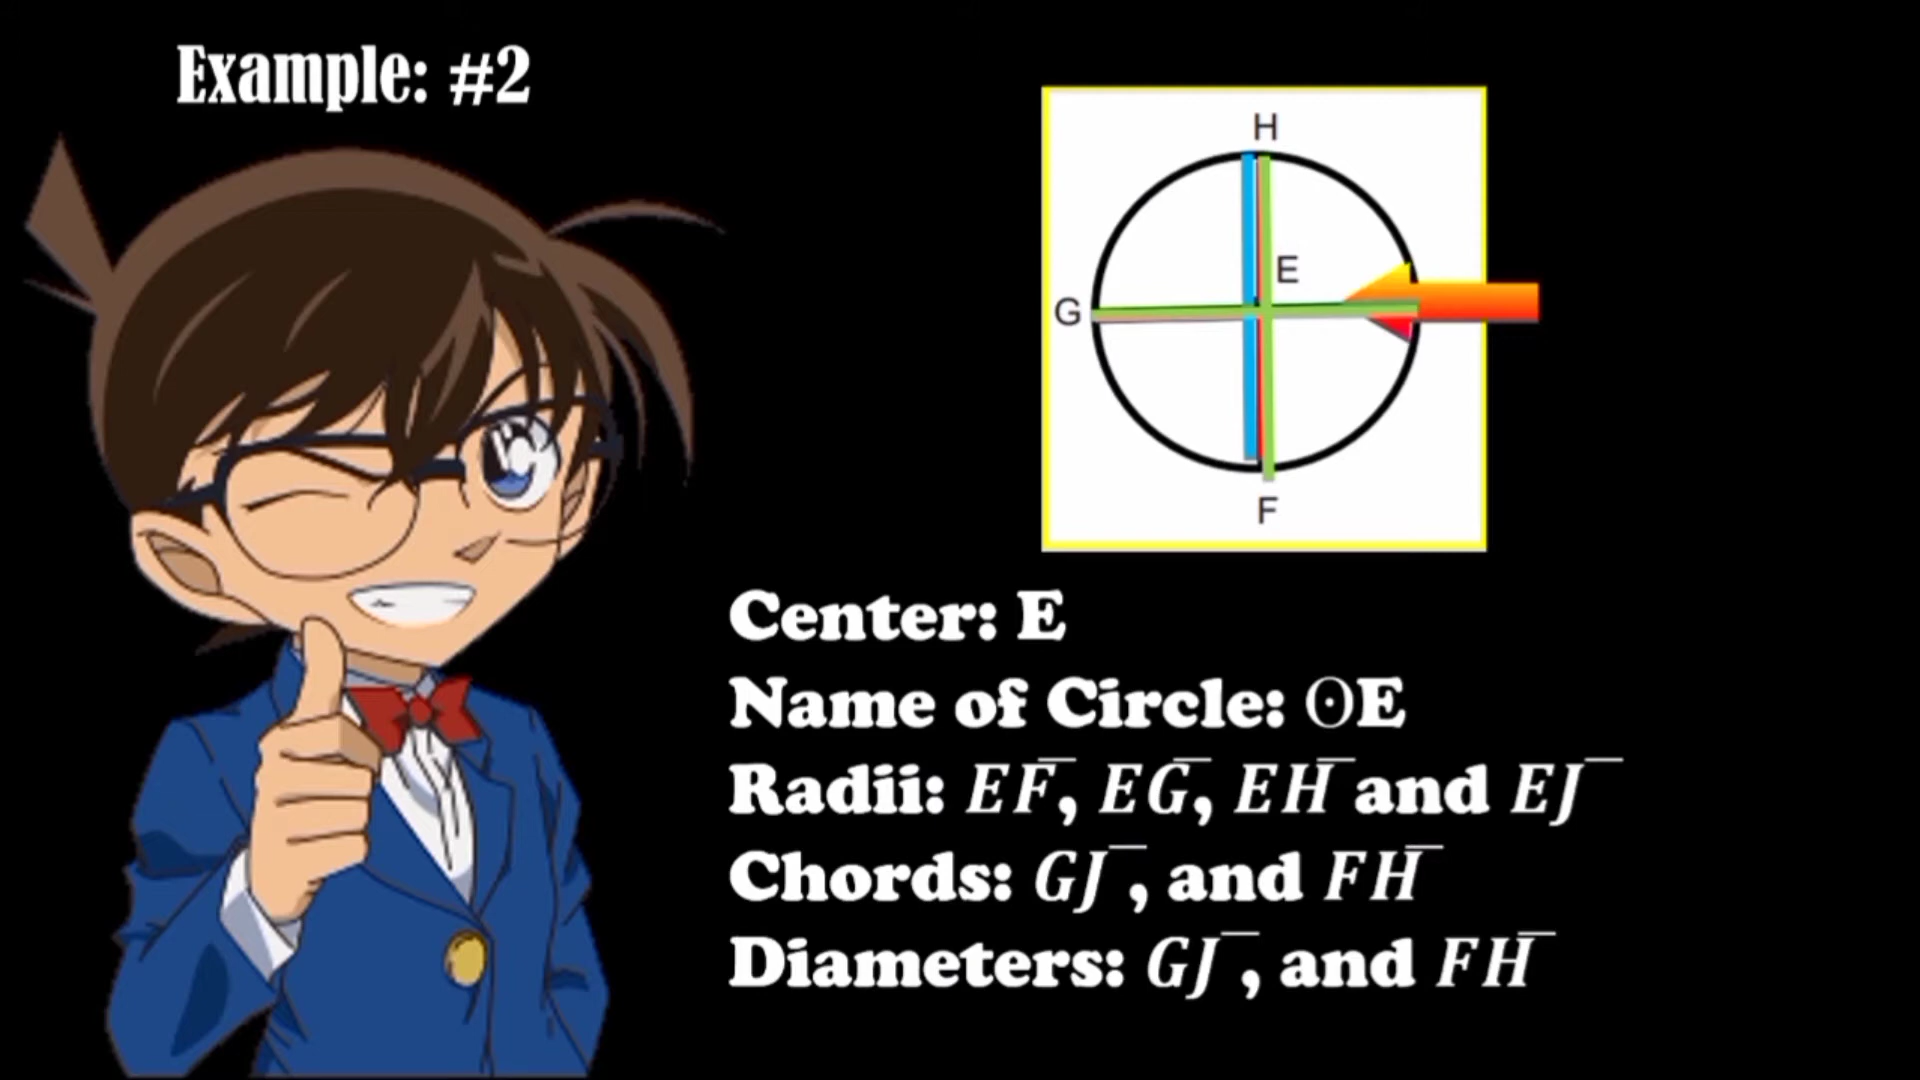 Example: #2
H
E
G
F
Center: E
Name of Circle: ⊙E
Radii: EF̅, EG̅, EH̅ and EJ̅
Chords: GJ̅, and FH̅
Diameters: GJ̅, and FH̅